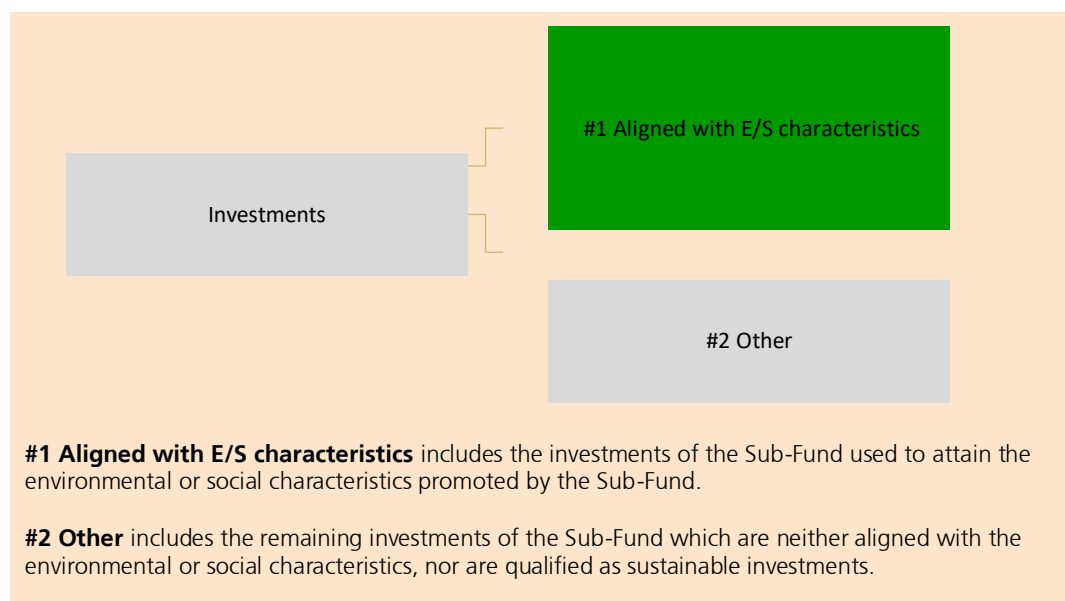 #1 Aligned with E/S characteristics
Investments
#2 Other
#1 Aligned with E/S characteristics includes the investments of the Sub-Fund used to attain the
environmental or social characteristics promoted by the Sub-Fund.
#2 Other includes the remaining investments of the Sub-Fund which are neither aligned with the
environmental or social characteristics, nor are qualified as sustainable investments.